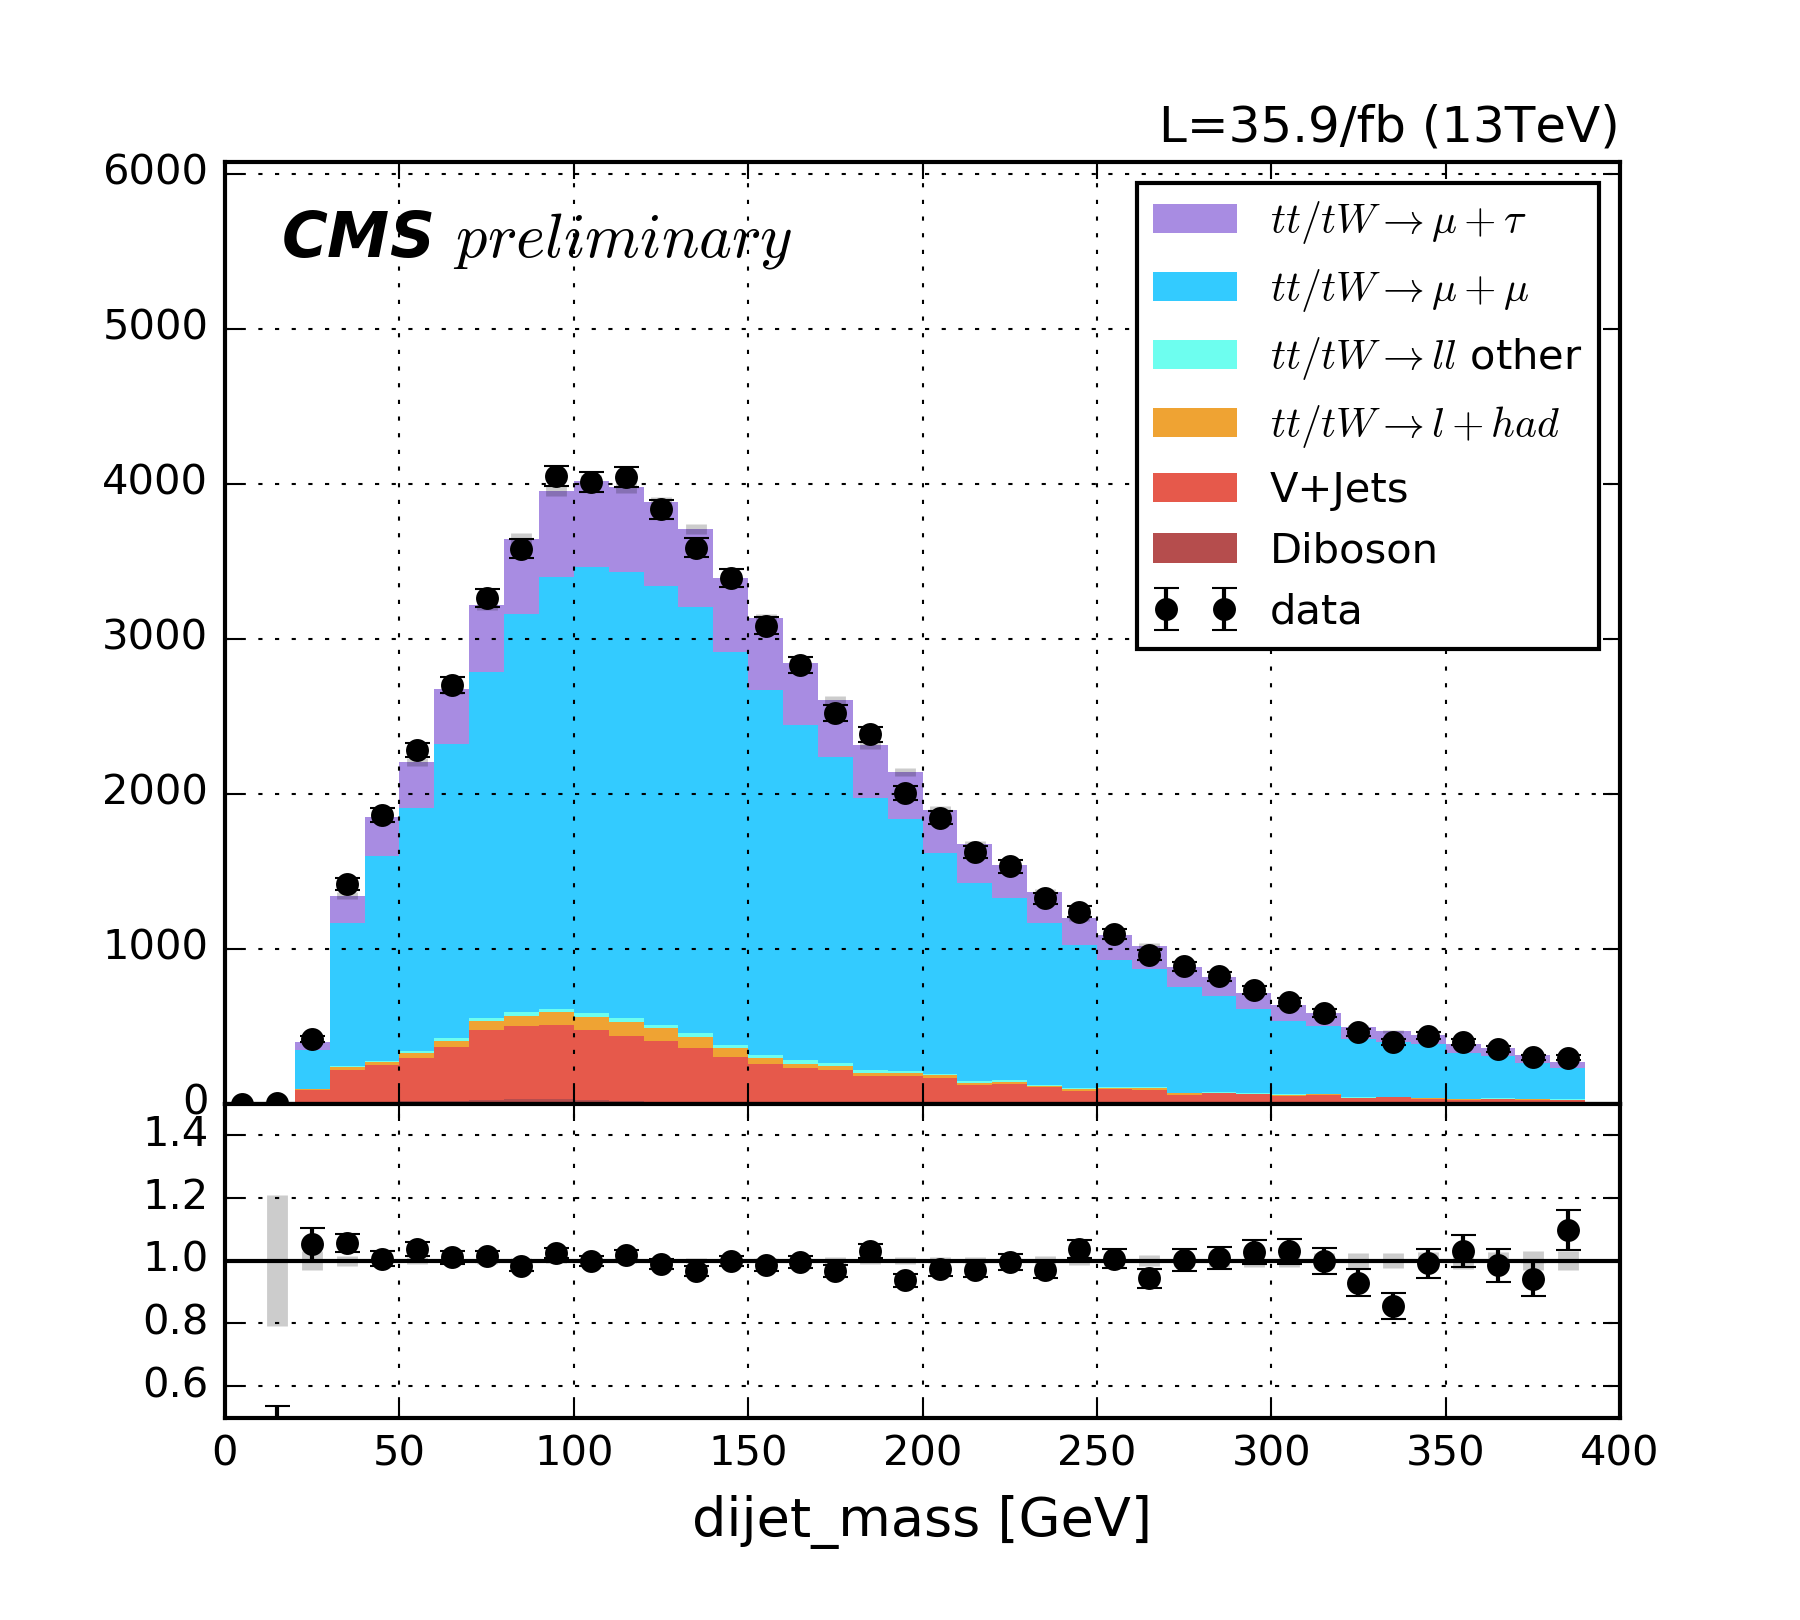 L=35.9/fb (13TeV)
CMS preliminary
6000
5000
4000
3000
2000
1000
0
tt/tW→μ+τ
tt/tW→μ+μ
tt/tW→ll other
tt/tW→l+had
V+Jets
Diboson
data
1.4
1.2
1.0
0.8
0.6
0 50 100 150 200 250 300 350 400
dijet_mass [GeV]